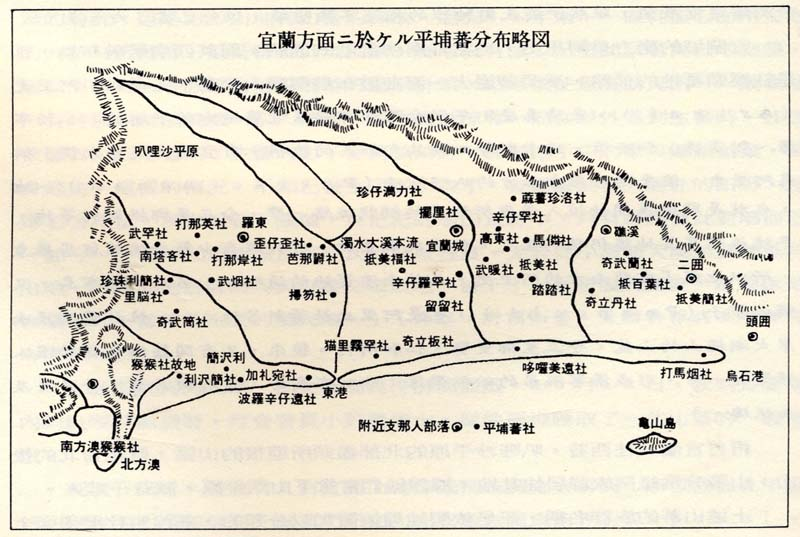 宜蘭方面ニ於ケル平埔蕃分布略図
叭哩沙平原
珍仔満力社
擺厘社
蔴薯珍洛社
打那美社
羅東
辛仔罕社
礁溪
武罕社
歪仔歪社
濁水大溪本流
宜蘭城
高東社
馬僯社
奇武蘭社
二囲
南塔吝社
打那岸社
芭那爵社
抵美福社
武暖社
抵美社
珍珠利簡社
武烟社
辛仔羅罕社
踏踏社
抵百葉社
里脳社
掃笏社
抵美簡社
奇武荷社
留留社
奇立丹社
頭囲
簡沢利
猫里霧罕社
奇立板社
猴猴社故地
利沢簡社
加礼宛社
哆囉美遠社
打馬烟社
烏石港
波羅辛仔遠社
東港
附近支那人部落
平埔蕃社
亀山島
南方澳猴猴社
北方澳